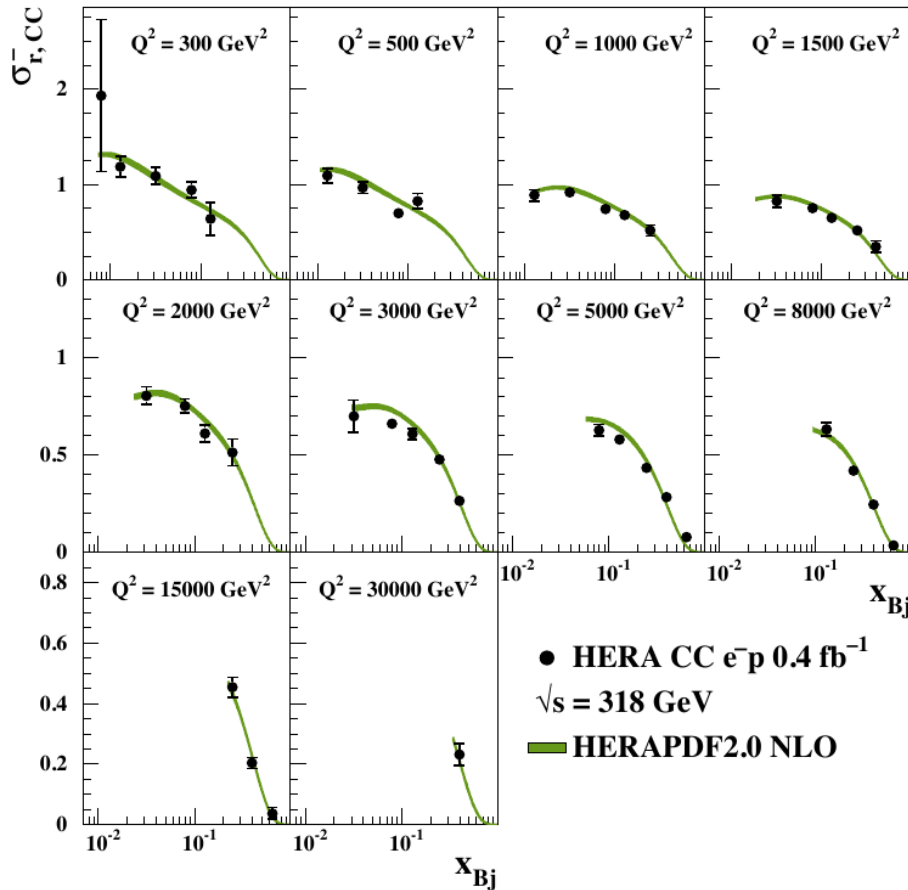 σ⁻r, CC
Q² = 300 GeV²
Q² = 500 GeV²
Q² = 1000 GeV²
Q² = 1500 GeV²
2
1
0
Q² = 2000 GeV²
Q² = 3000 GeV²
Q² = 5000 GeV²
Q² = 8000 GeV²
1
0.5
0
10⁻² 10⁻¹
10⁻² 10⁻¹
xBj
Q² = 15000 GeV²
Q² = 30000 GeV²
0.8
0.6
0.4
0.2
0
10⁻² 10⁻¹
10⁻² 10⁻¹
xBj
HERA CC e⁻p 0.4 fb⁻¹
√s = 318 GeV
HERAPDF2.0 NLO